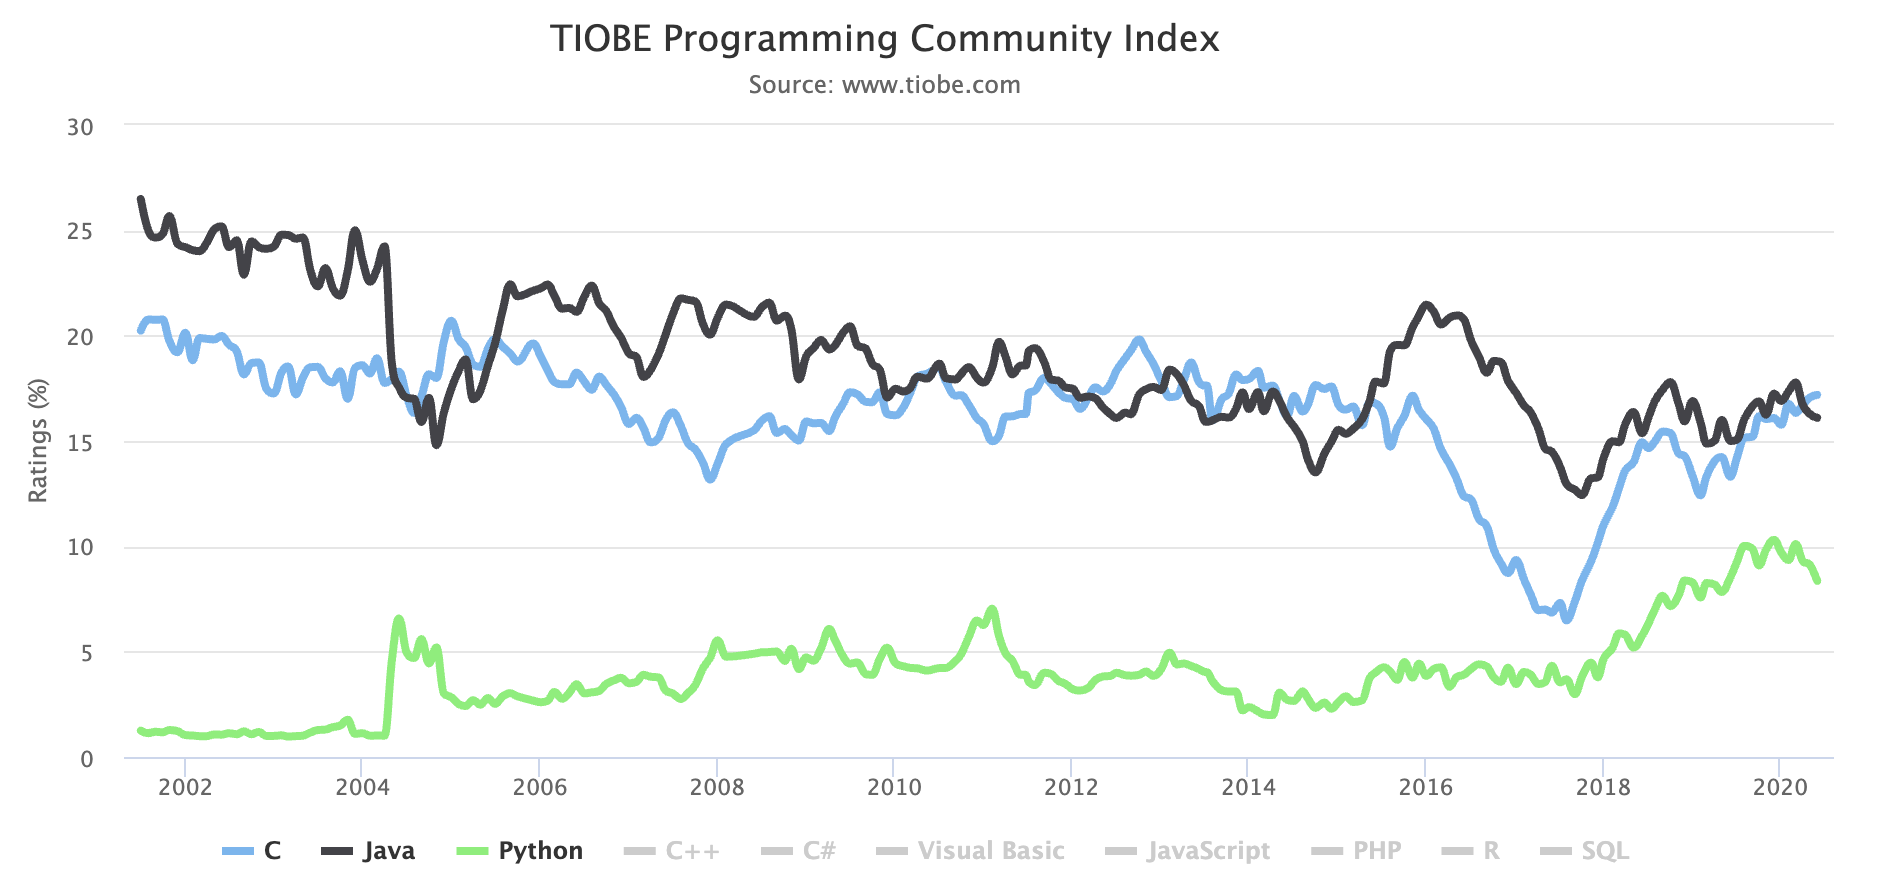 TIOBE Programming Community Index
Source: www.tiobe.com
30
25
20
15
10
5
0
Ratings (%)
2002 2004 2006 2008 2010 2012 2014 2016 2018 2020
C Java Python C++ C# Visual Basic JavaScript PHP R SQL